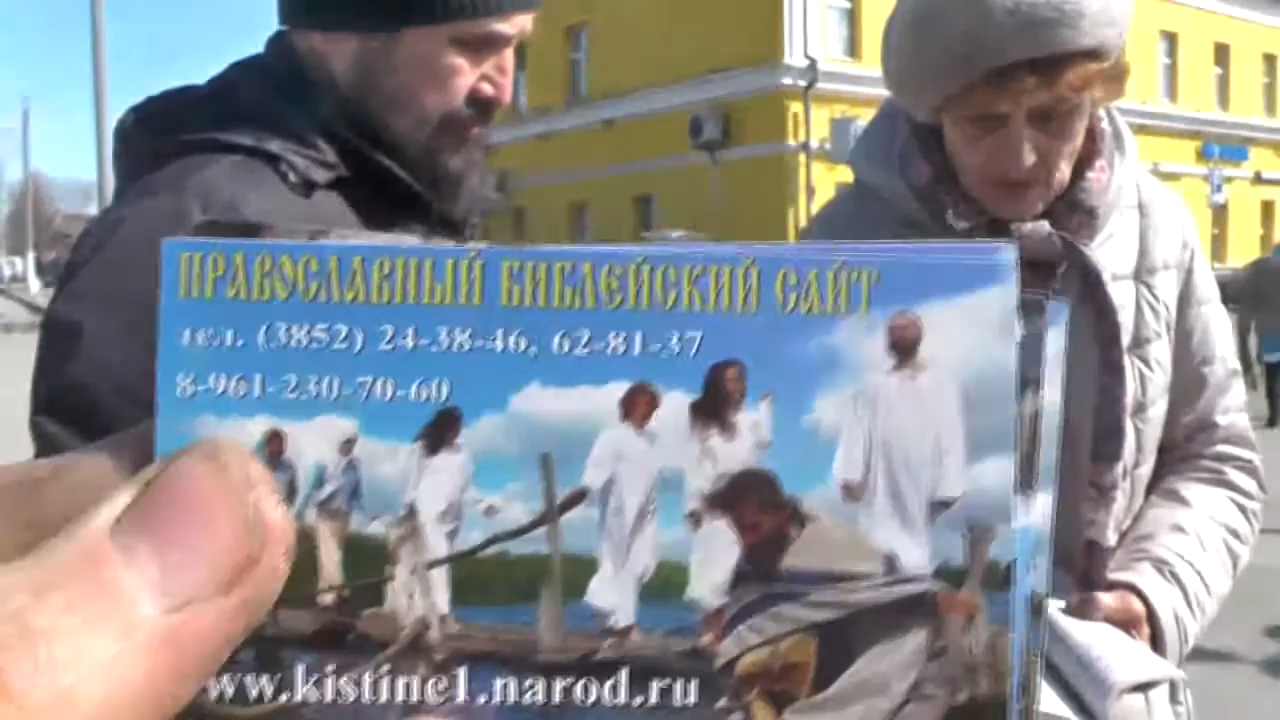 ПРАВОСЛАВНЫЙ БИБЛЕЙСКИЙ САЙТ
тел. (3852) 24-38-46, 62-81-37
8-961-230-70-60
www.kistine1.narod.ru